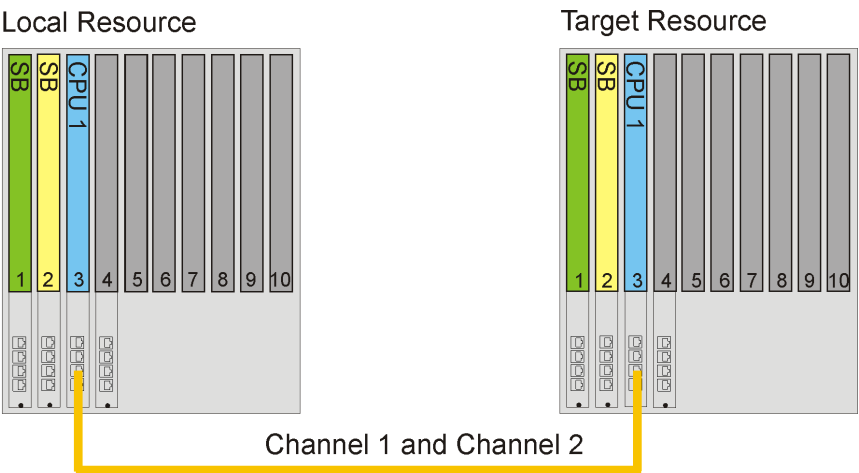 Local Resource
Target Resource
SB SB CPU 1
SB SB CPU 1
1 2 3 4 5 6 7 8 9 10
1 2 3 4 5 6 7 8 9 10
Channel 1 and Channel 2